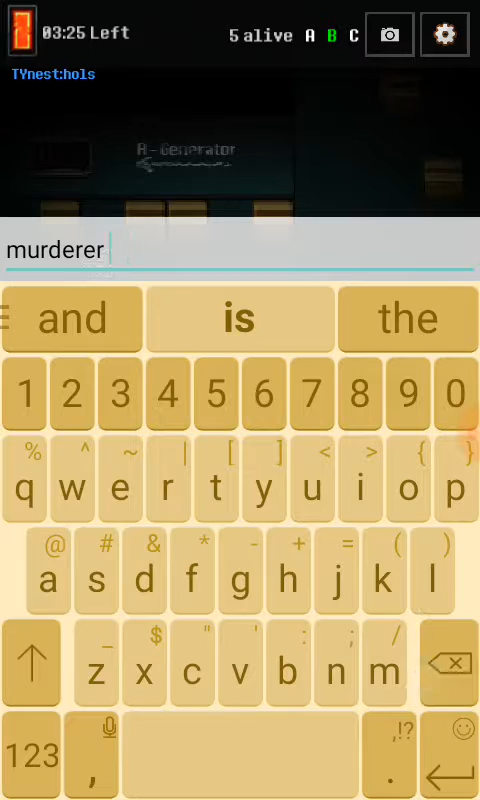 03:25 Left
5 alive A B C
TYnest:hols
A-Generator
murderer
and is the
1 2 3 4 5 6 7 8 9 0
% ^ ~ | [ ] < > { }
q w e r t y u i o p
@ # & * - + = ( )
a s d f g h j k l
_ $ " ' : ; /
z x c v b n m
,!?
123 , .